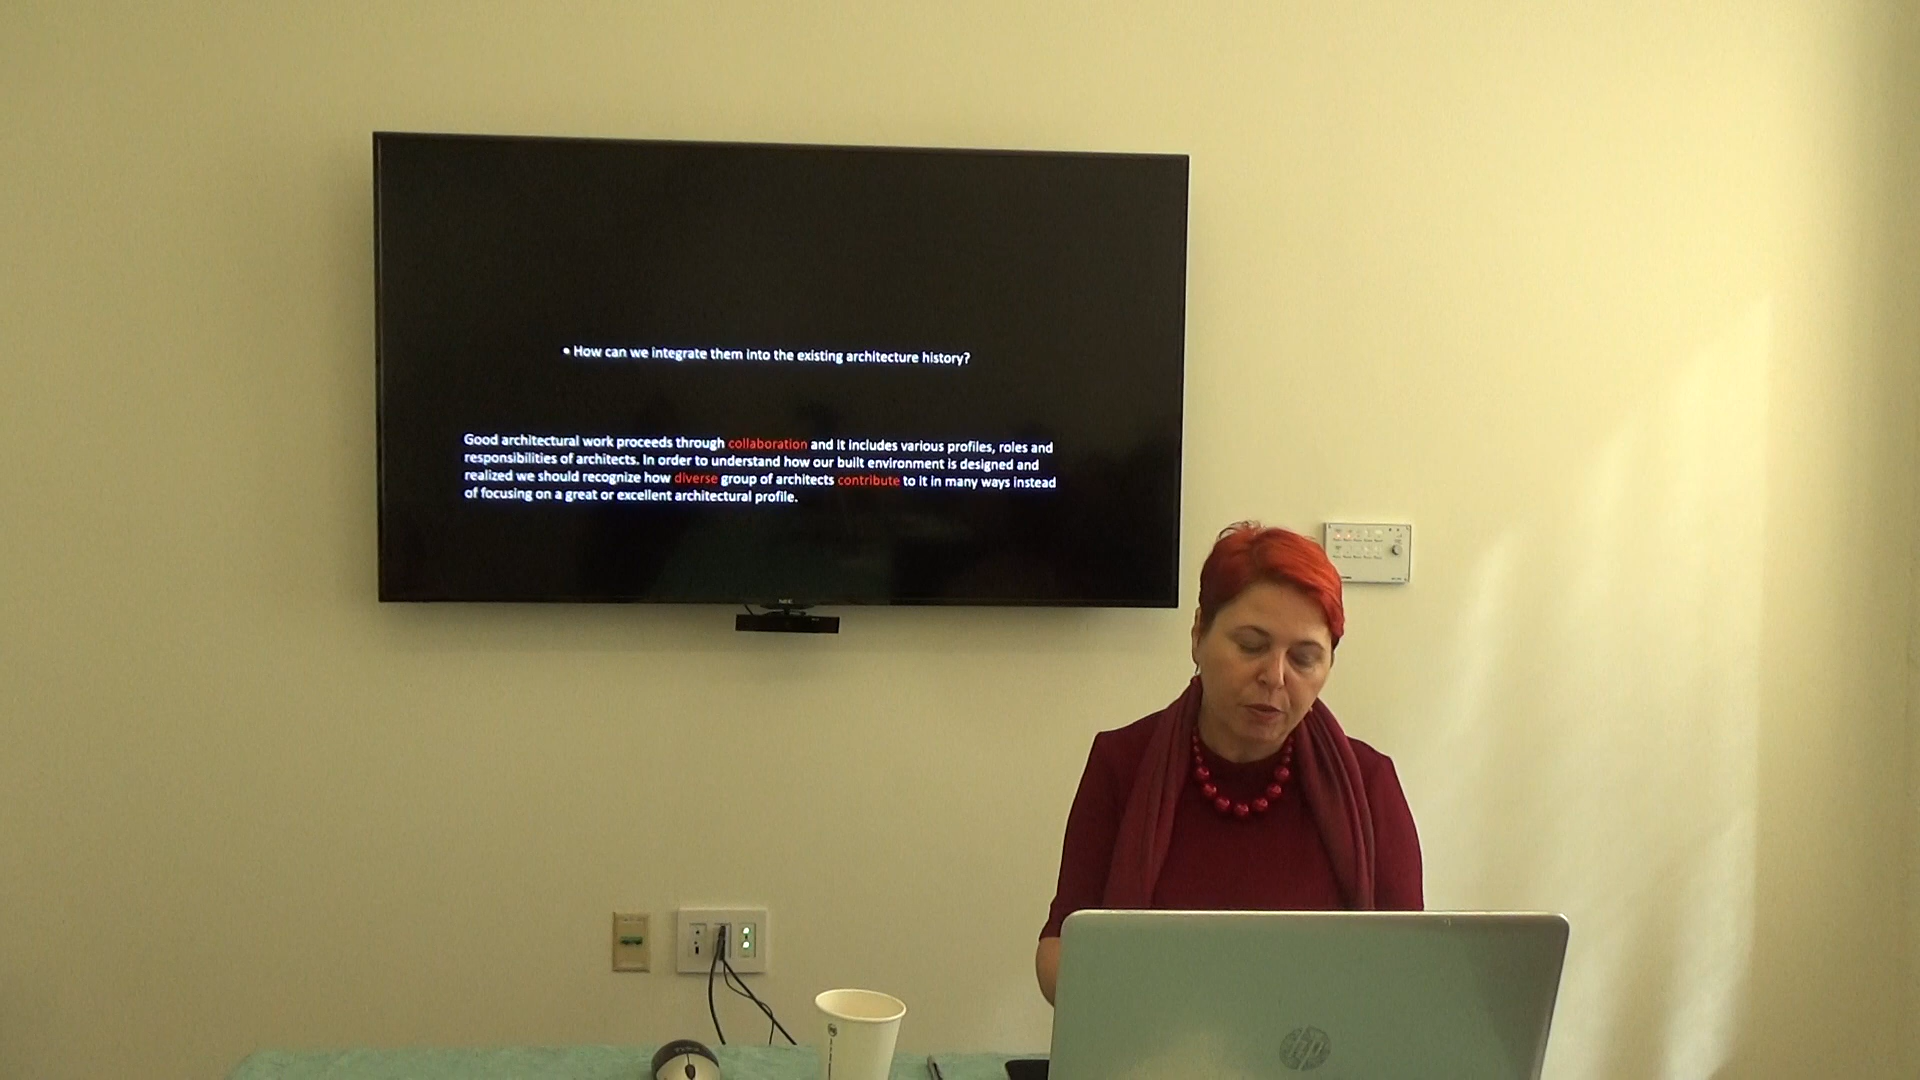 • How can we integrate them into the existing architecture history?
Good architectural work proceeds through collaboration and it includes various profiles, roles and
responsibilities of architects. In order to understand how our built environment is designed and
realized we should recognize how diverse group of architects contribute to it in many ways instead
of focusing on a great or excellent architectural profile.
NEC
hp